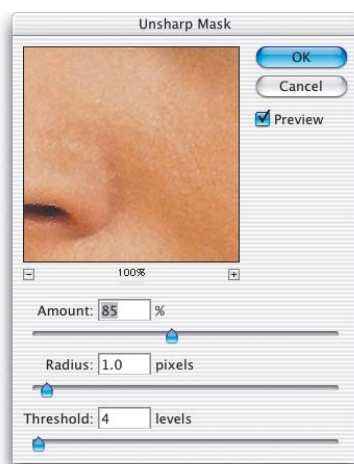 Unsharp Mask
OK
Cancel
Preview
100%
Amount: 85 %
Radius: 1.0 pixels
Threshold: 4 levels